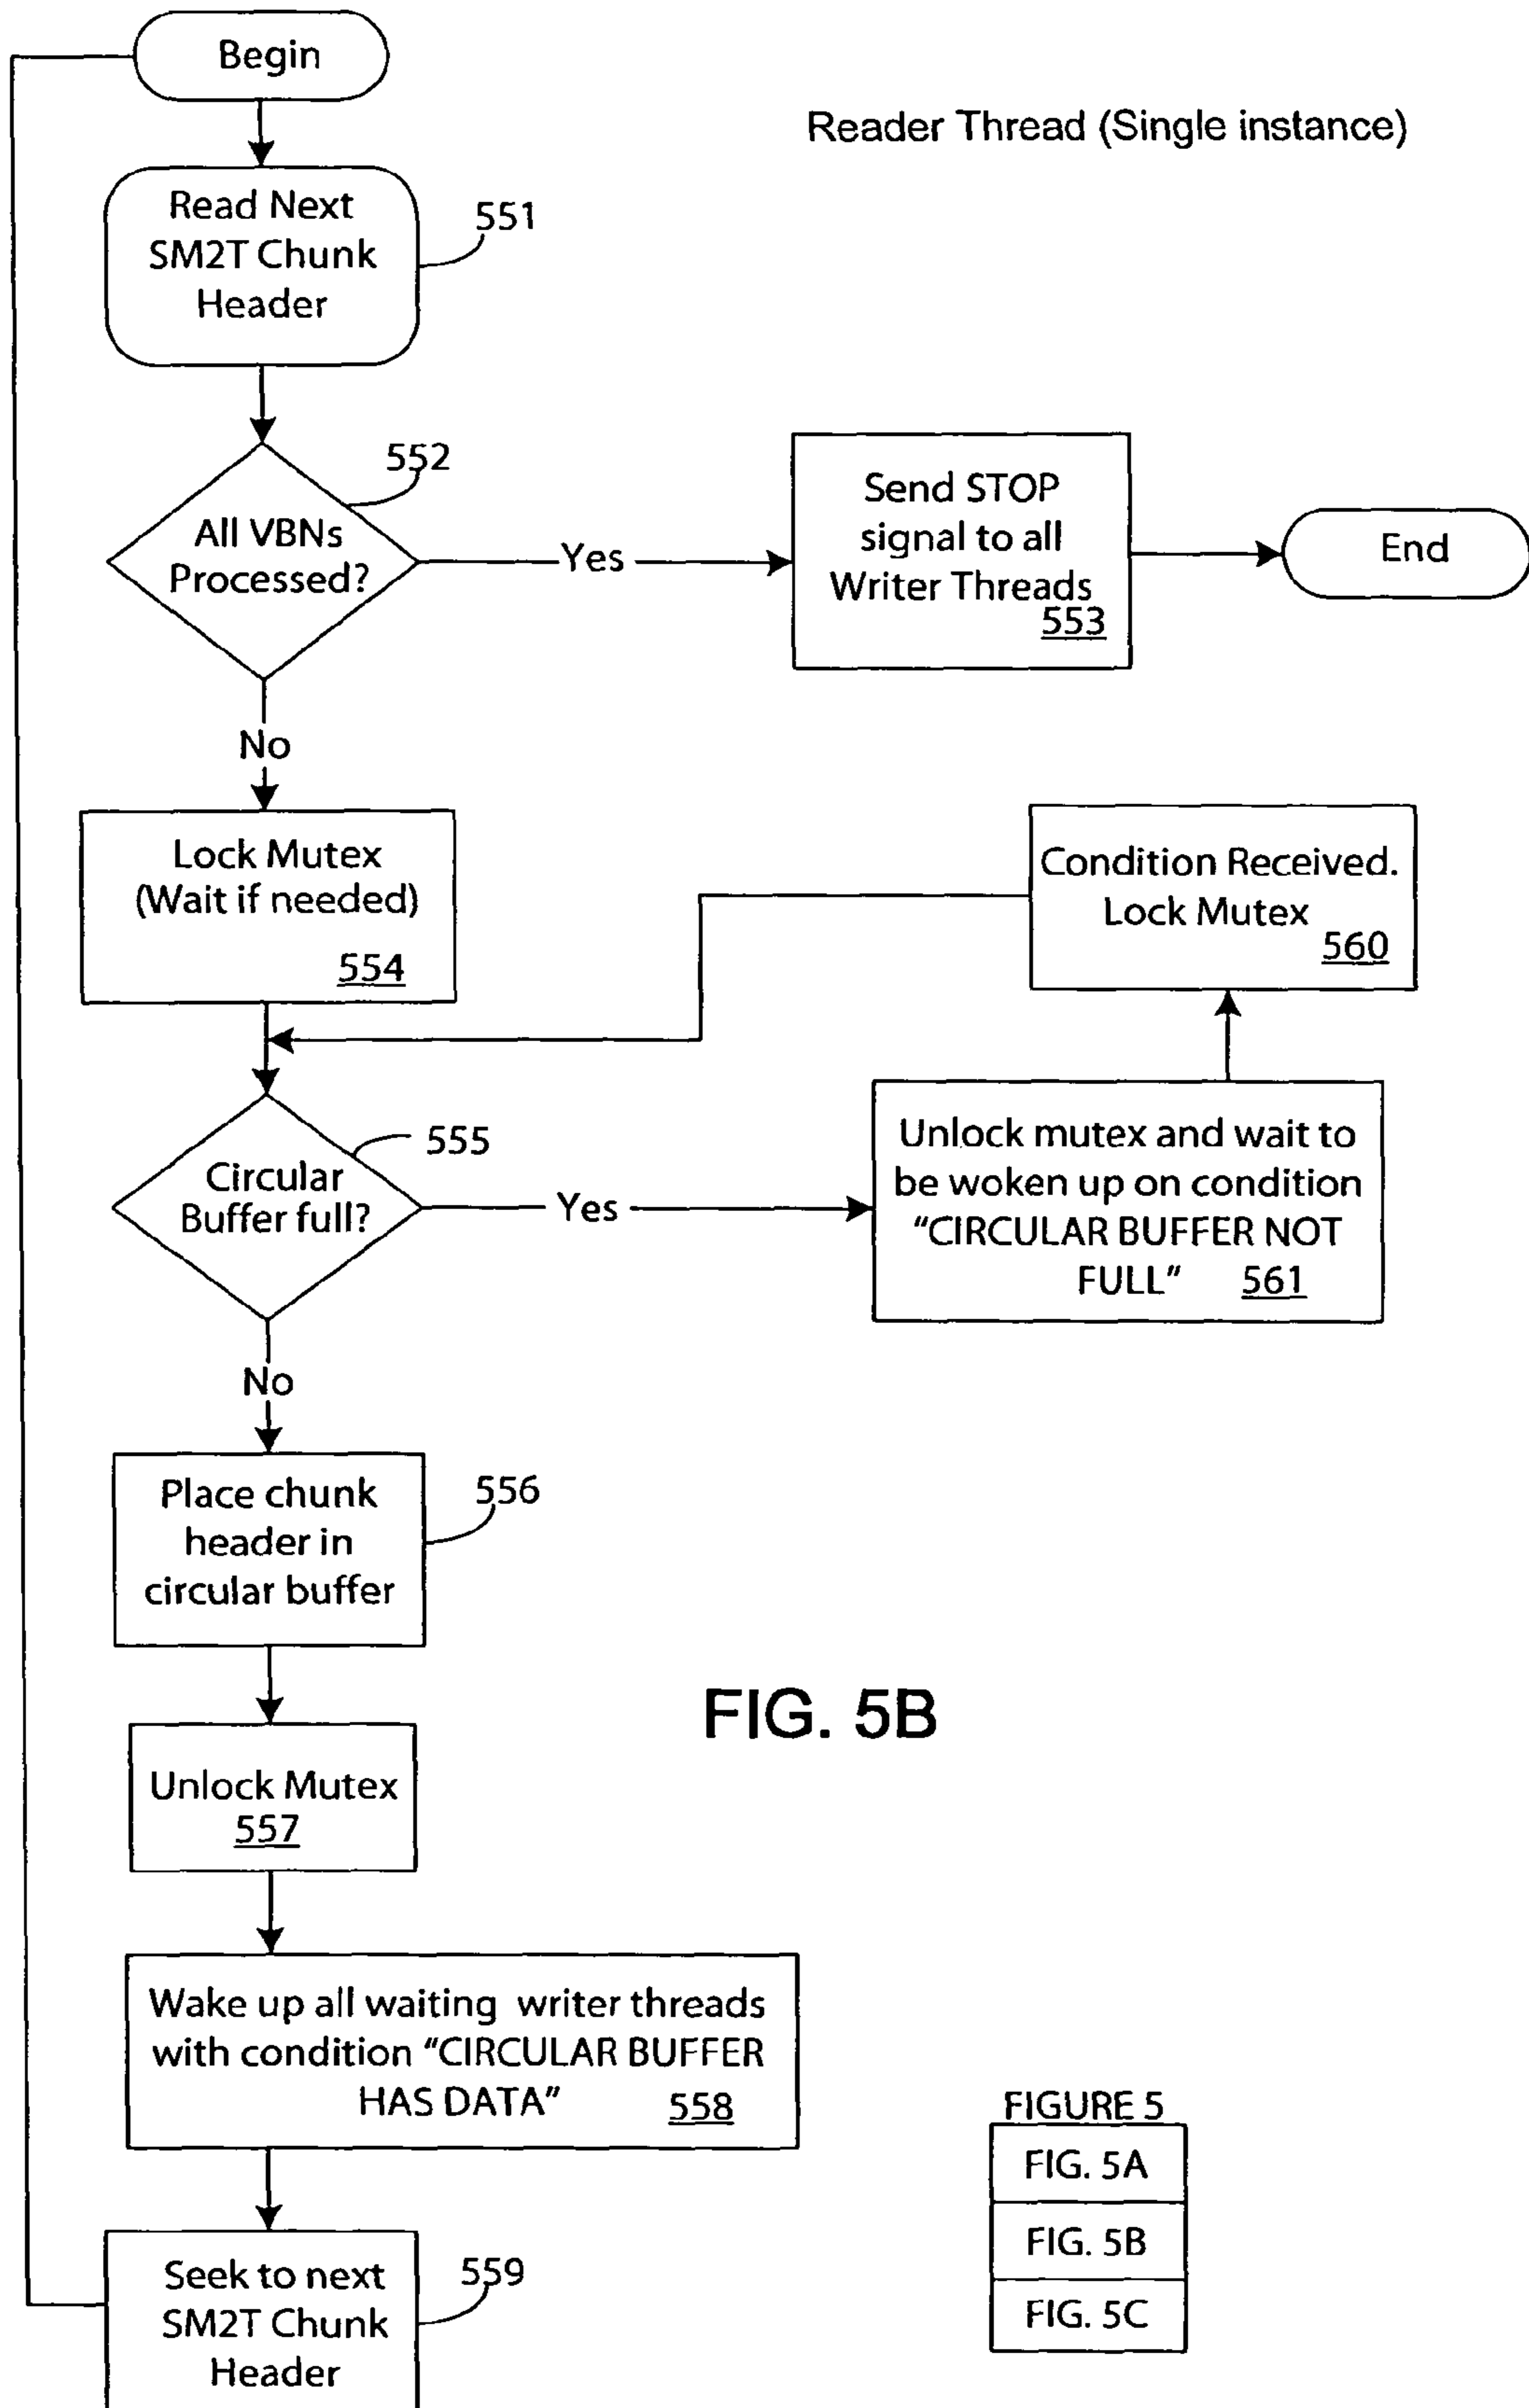 Begin
Reader Thread (Single instance)
Read Next
SM2T Chunk
Header
551
552
All VBNs
Processed?
Yes
Send STOP
signal to all
Writer Threads
553
End
No
Lock Mutex
(Wait if needed)
554
Condition Received.
Lock Mutex
560
555
Circular
Buffer full?
Yes
Unlock mutex and wait to
be woken up on condition
"CIRCULAR BUFFER NOT
FULL" 561
No
Place chunk
header in
circular buffer
556
FIG. 5B
Unlock Mutex
557
Wake up all waiting writer threads
with condition "CIRCULAR BUFFER
HAS DATA" 558
Seek to next
SM2T Chunk
Header
559
FIGURE 5
FIG. 5A
FIG. 5B
FIG. 5C